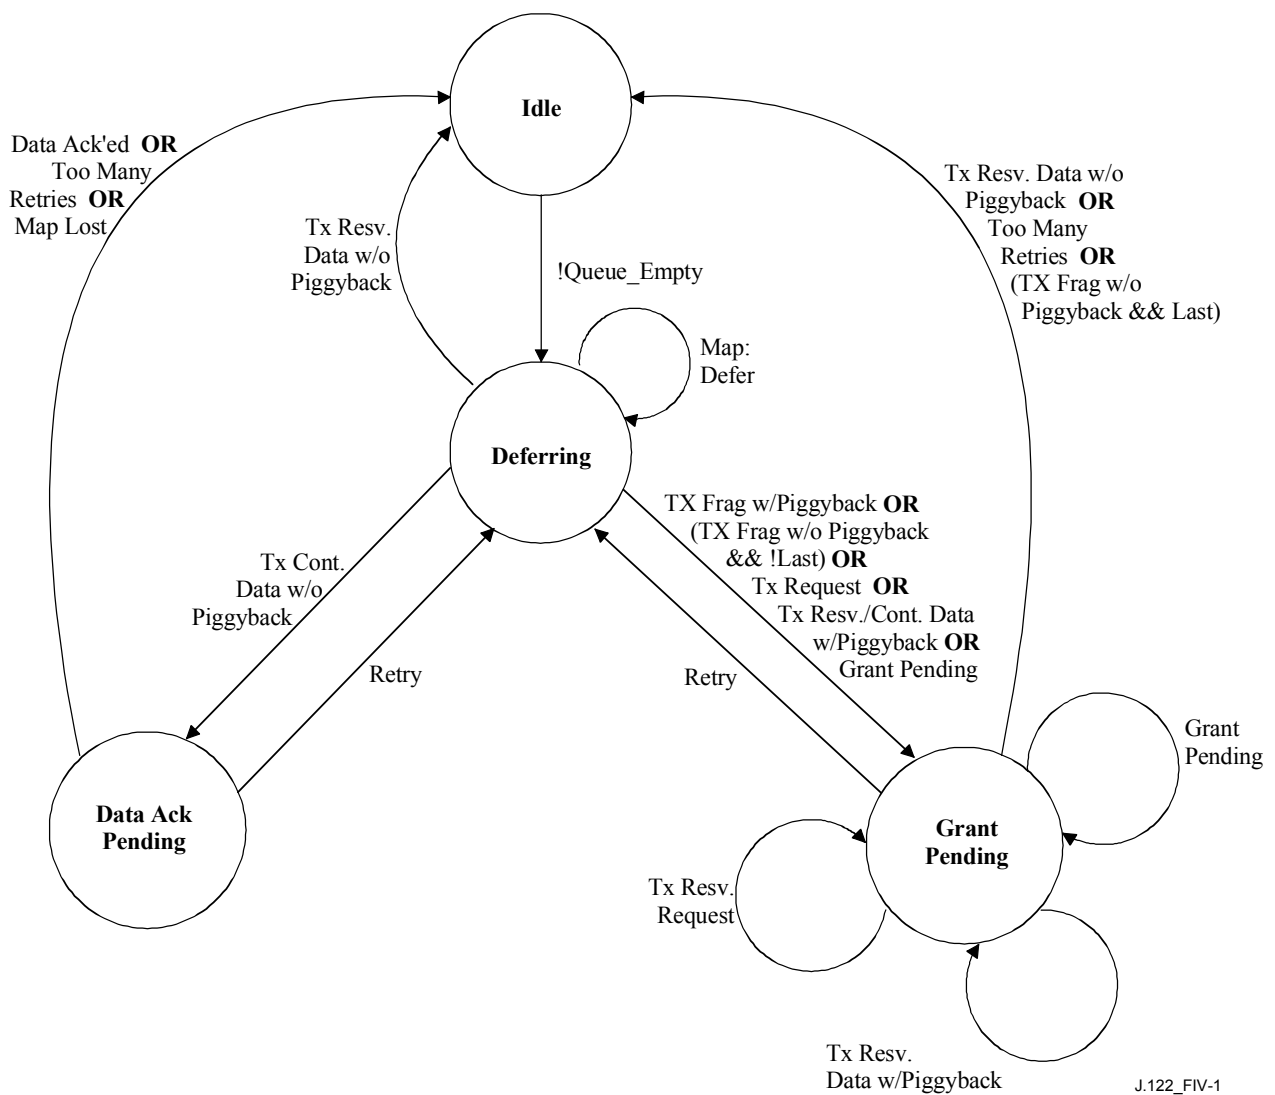 Idle
Data Ack'ed OR
Too Many
Retries OR
Map Lost
Tx Resv.
Data w/o
Piggyback
!Queue_Empty
Tx Resv. Data w/o
Piggyback OR
Too Many
Retries OR
(TX Frag w/o
Piggyback && Last)
Map:
Defer
Deferring
Tx Cont.
Data w/o
Piggyback
Retry
TX Frag w/Piggyback OR
(TX Frag w/o Piggyback
&& !Last) OR
Tx Request OR
Tx Resv./Cont. Data
w/Piggyback OR
Grant Pending
Retry
Grant
Pending
Data Ack
Pending
Grant
Pending
Tx Resv.
Request
Tx Resv.
Data w/Piggyback
J.122_FIV-1